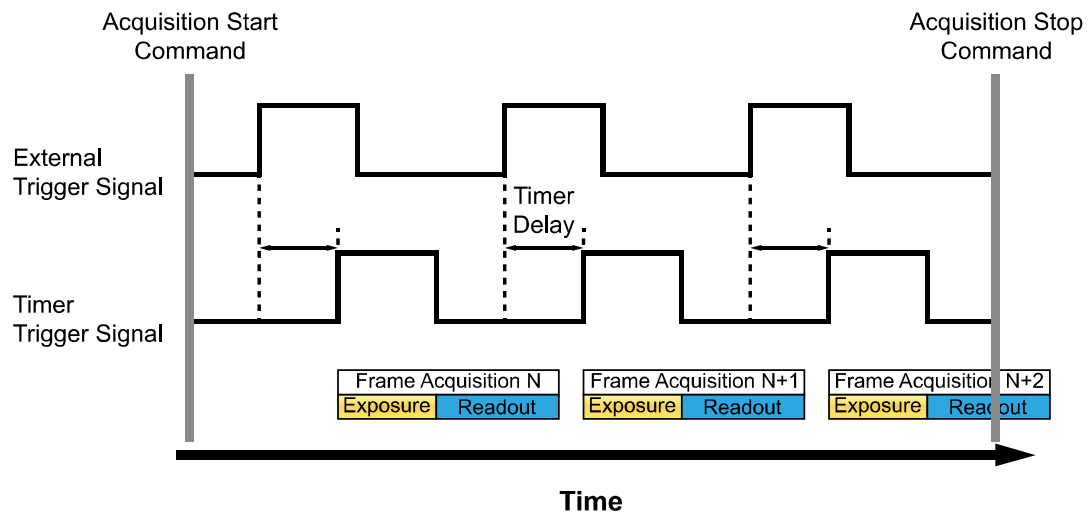 Acquisition Start
Command
Acquisition Stop
Command
External
Trigger Signal
Timer
Delay
Timer
Trigger Signal
Frame Acquisition N
Frame Acquisition N+1
Frame Acquisition N+2
Exposure
Readout
Exposure
Readout
Exposure
Readout
Time